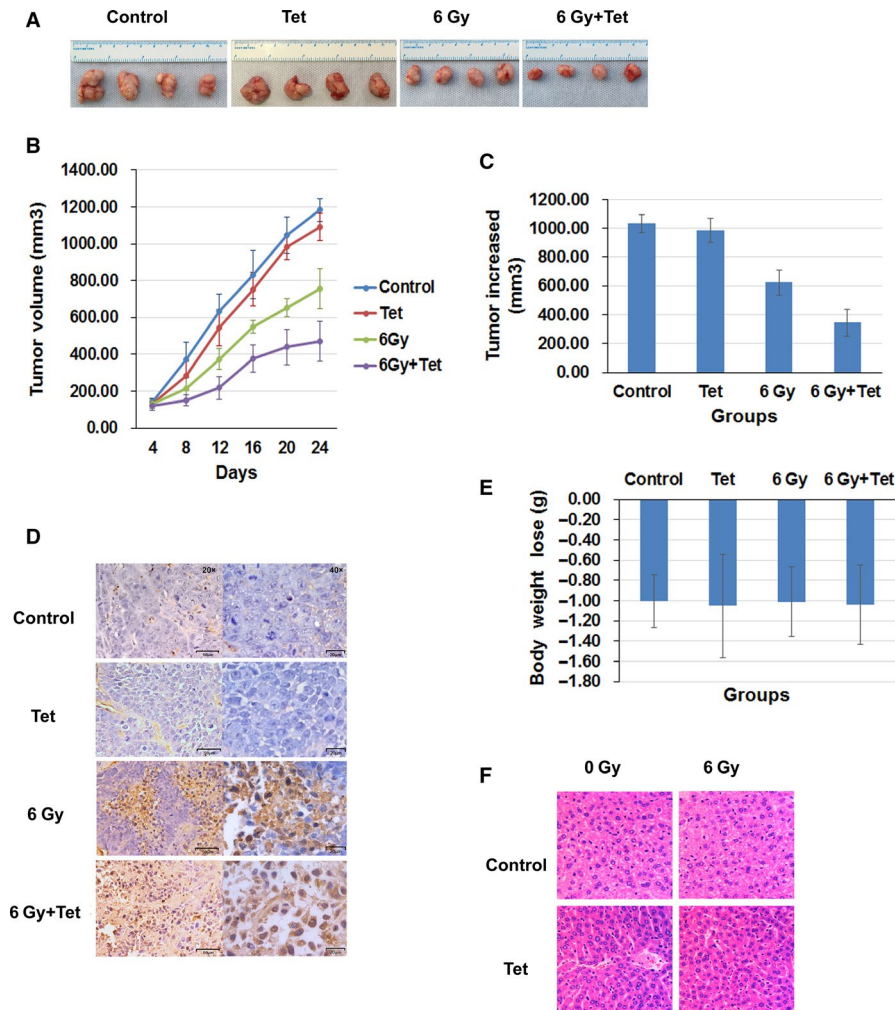 A
Control Tet 6 Gy 6 Gy+Tet
B
Tumor volume (mm3)
1400.00
1200.00
1000.00
800.00
600.00
400.00
200.00
0.00
4 8 12 16 20 24
Days
Control
Tet
6Gy
6Gy+Tet
C
Tumor increased
(mm3)
1200.00
1000.00
800.00
600.00
400.00
200.00
0.00
Control Tet 6 Gy 6 Gy+Tet
Groups
D
20× 40×
Control
Tet
6 Gy
6 Gy+Tet
E
Control Tet 6 Gy 6 Gy+Tet
Body weight lose (g)
0.00
−0.20
−0.40
−0.60
−0.80
−1.00
−1.20
−1.40
−1.60
−1.80
Groups
F
0 Gy 6 Gy
Control
Tet